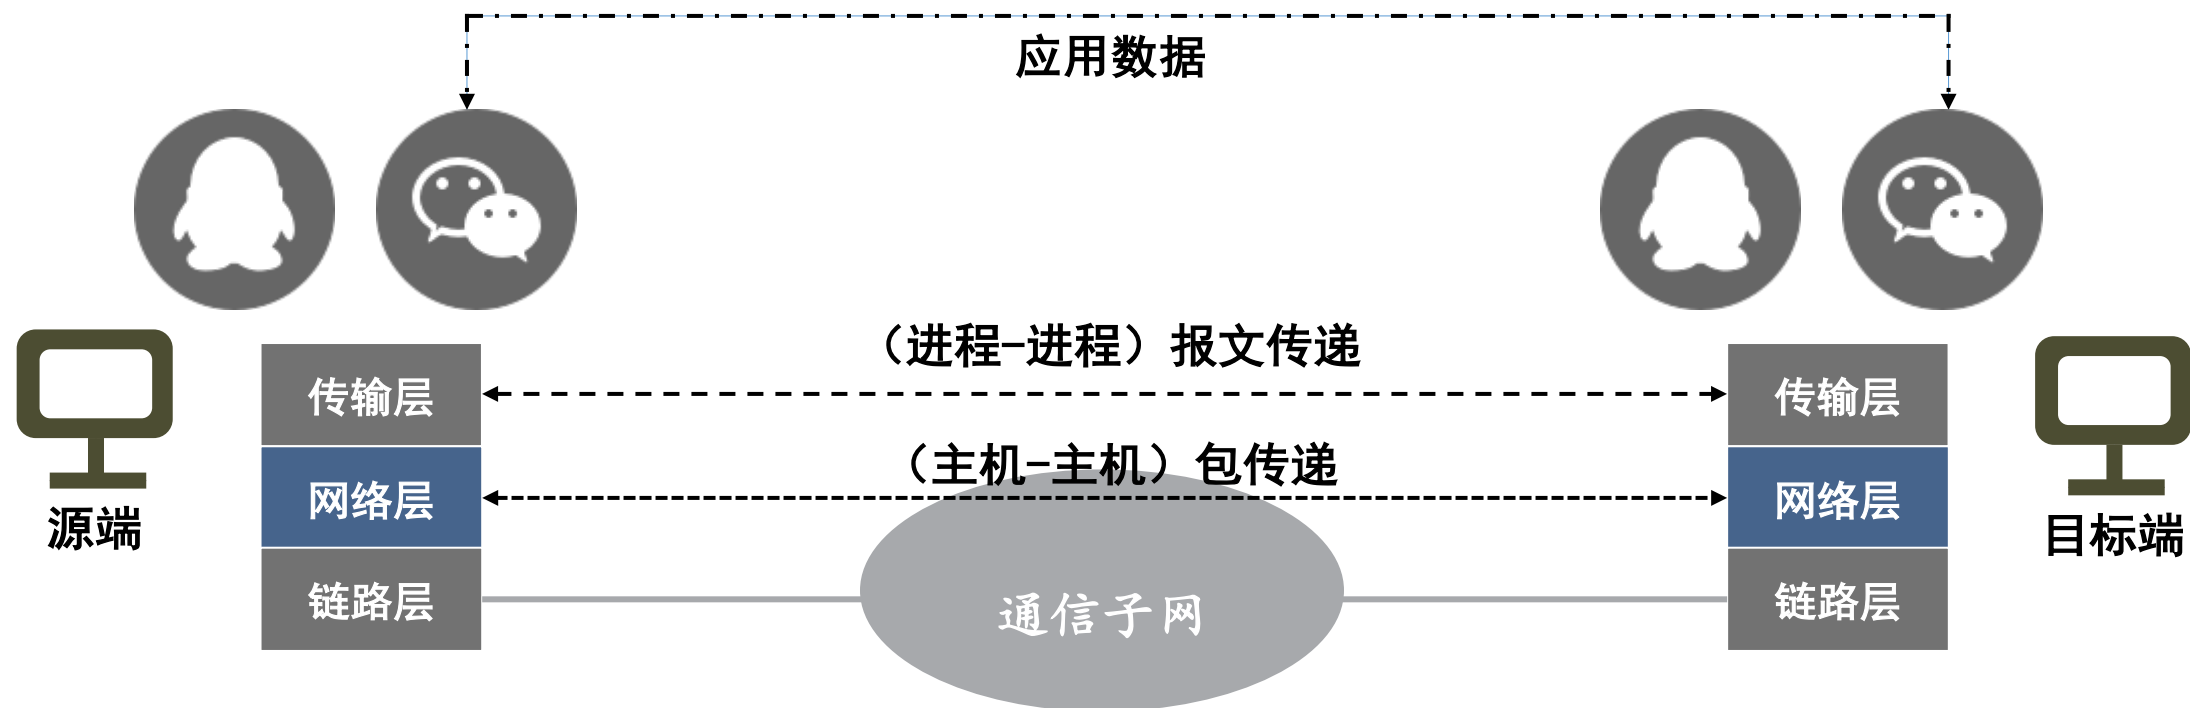 应用数据
（进程-进程）报文传递
传输层
传输层
（主机-主机）包传递
网络层
网络层
源端
目标端
链路层
通信子网
链路层